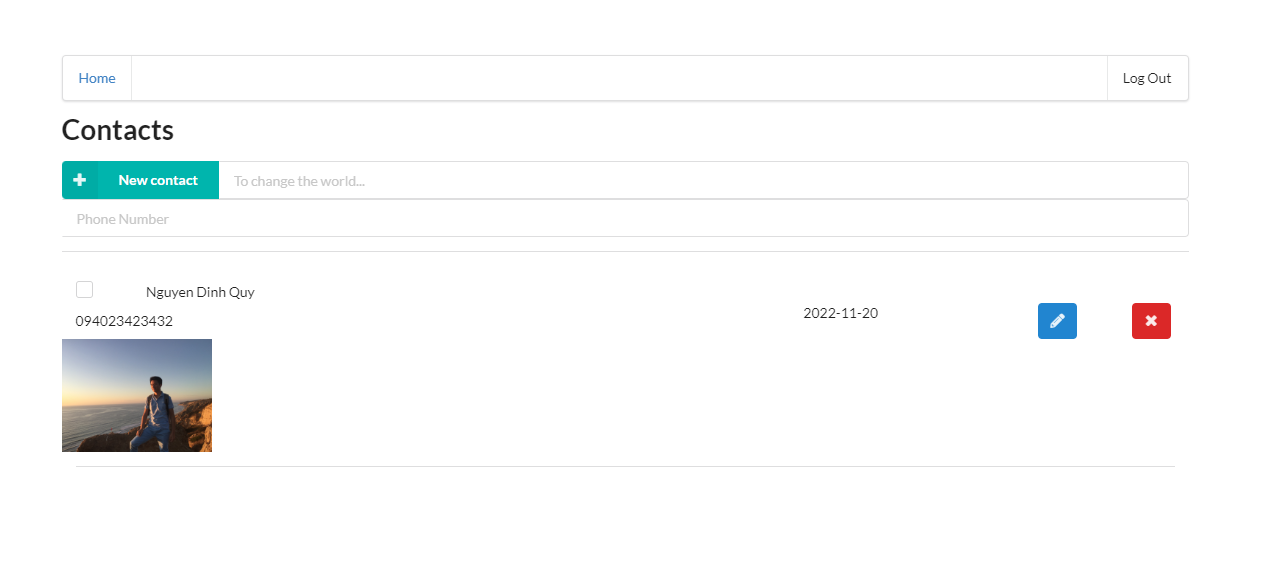 Home
Log Out
Contacts
New contact
To change the world...
Phone Number
Nguyen Dinh Quy
094023423432
2022-11-20